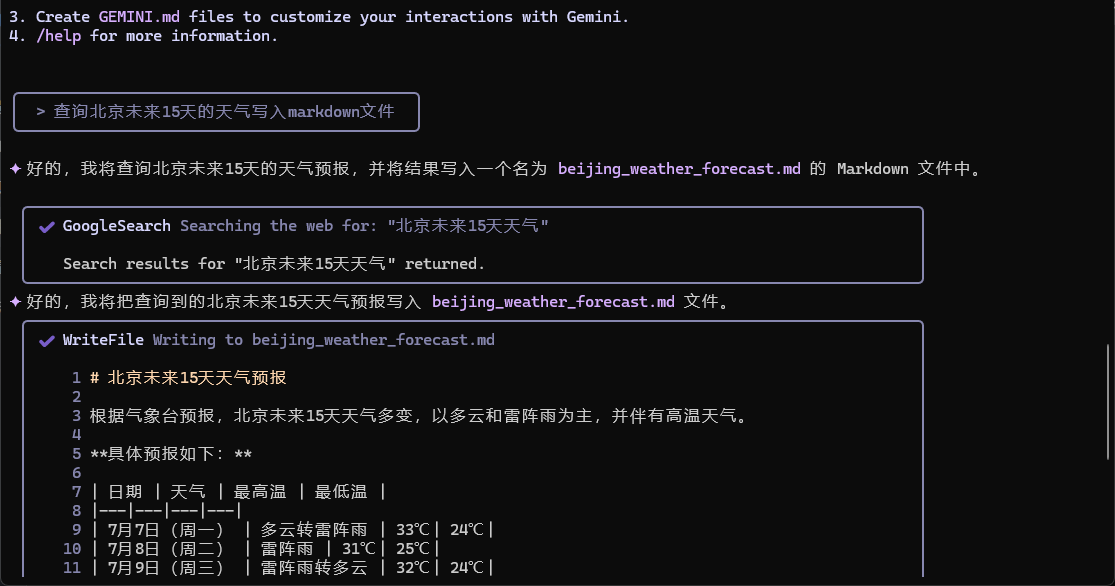 3. Create GEMINI.md files to customize your interactions with Gemini.
4. /help for more information.
> 查询北京未来15天的天气写入markdown文件
✦ 好的，我将查询北京未来15天的天气预报，并将结果写入一个名为 beijing_weather_forecast.md 的 Markdown 文件中。
✔ GoogleSearch Searching the web for: "北京未来15天天气"
Search results for "北京未来15天天气" returned.
✦ 好的，我将把查询到的北京未来15天天气预报写入 beijing_weather_forecast.md 文件。
✔ WriteFile Writing to beijing_weather_forecast.md
1 # 北京未来15天天气预报
2
3 根据气象台预报，北京未来15天天气多变，以多云和雷阵雨为主，并伴有高温天气。
4
5 **具体预报如下：**
6
7 | 日期 | 天气 | 最高温 | 最低温 |
8 |---|---|---|---|
9 | 7月7日（周一） | 多云转雷阵雨 | 33℃ | 24℃ |
10 | 7月8日（周二） | 雷阵雨 | 31℃ | 25℃ |
11 | 7月9日（周三） | 雷阵雨转多云 | 32℃ | 24℃ |